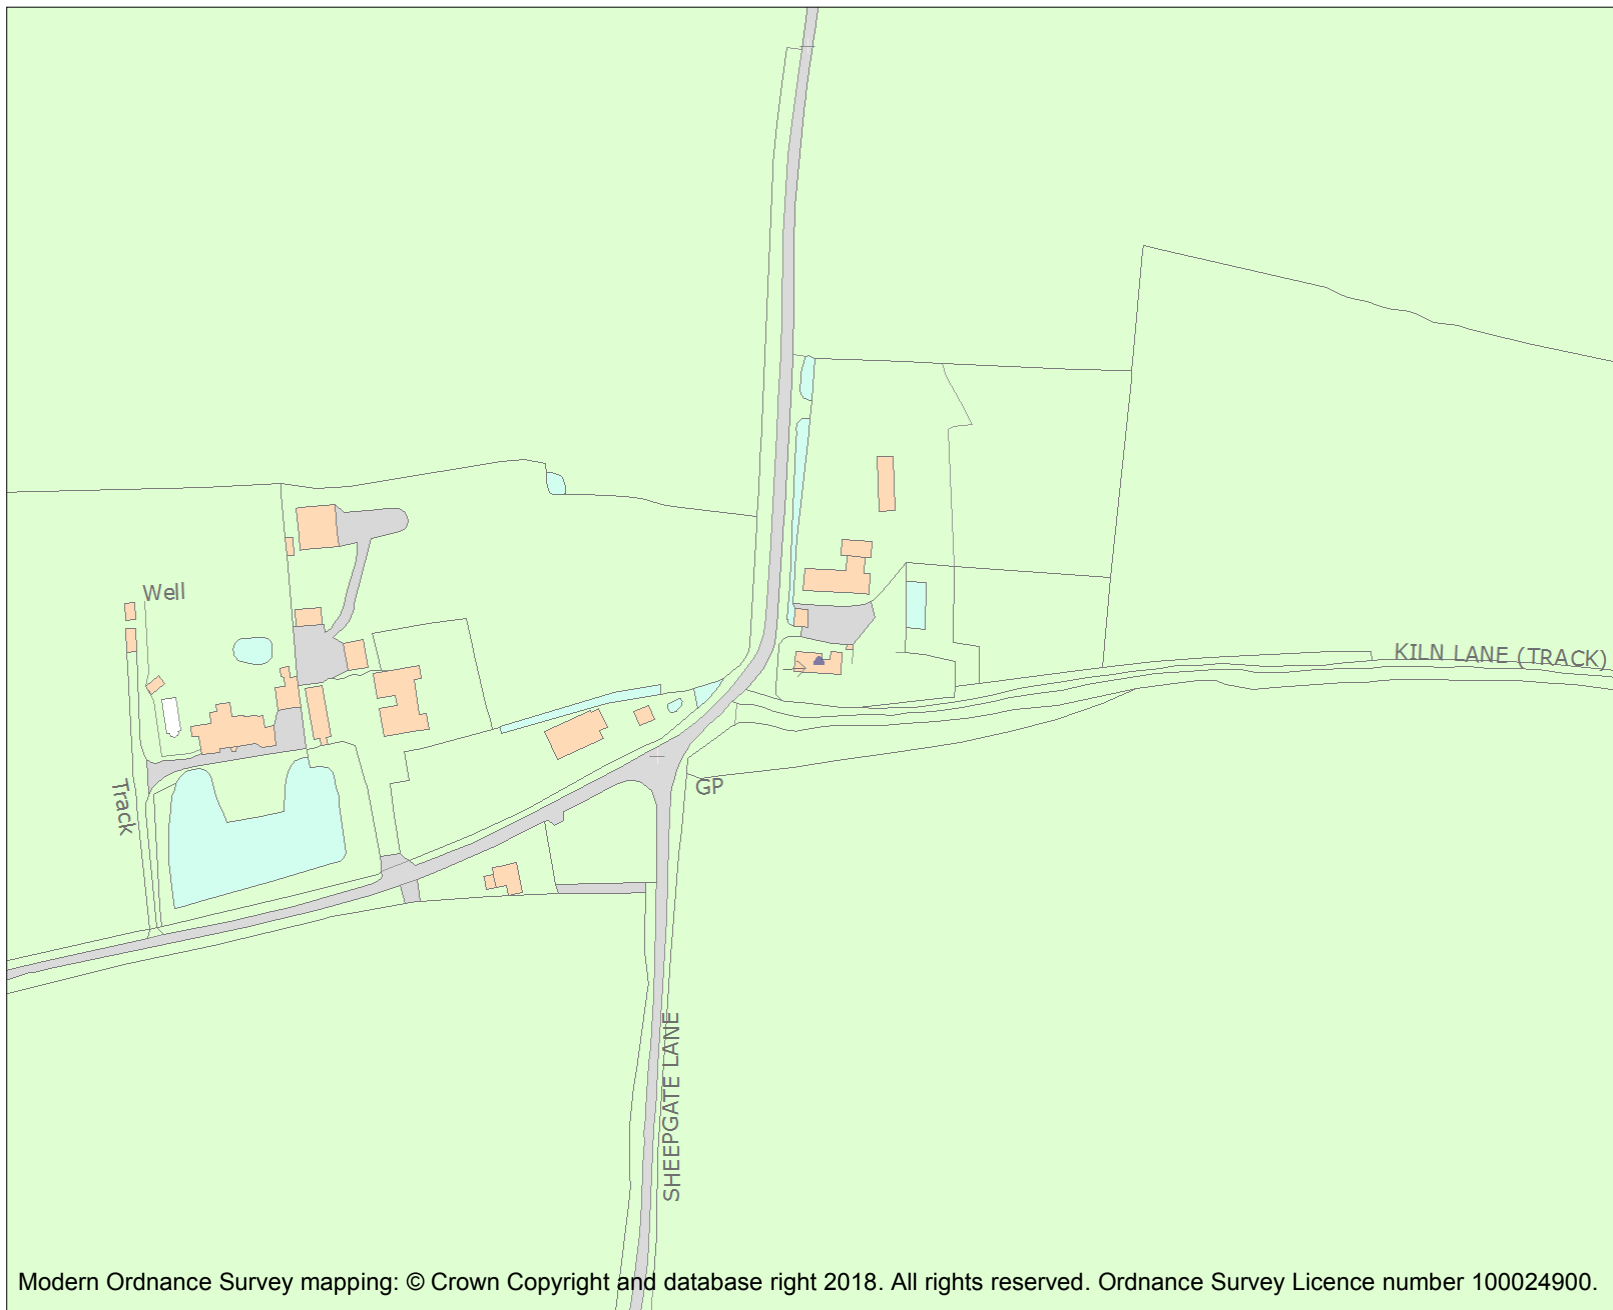 Well
KILN LANE (TRACK)
Track
GP
SHEEPGATE LANE
Modern Ordnance Survey mapping: © Crown Copyright and database right 2018. All rights reserved. Ordnance Survey Licence number 100024900.